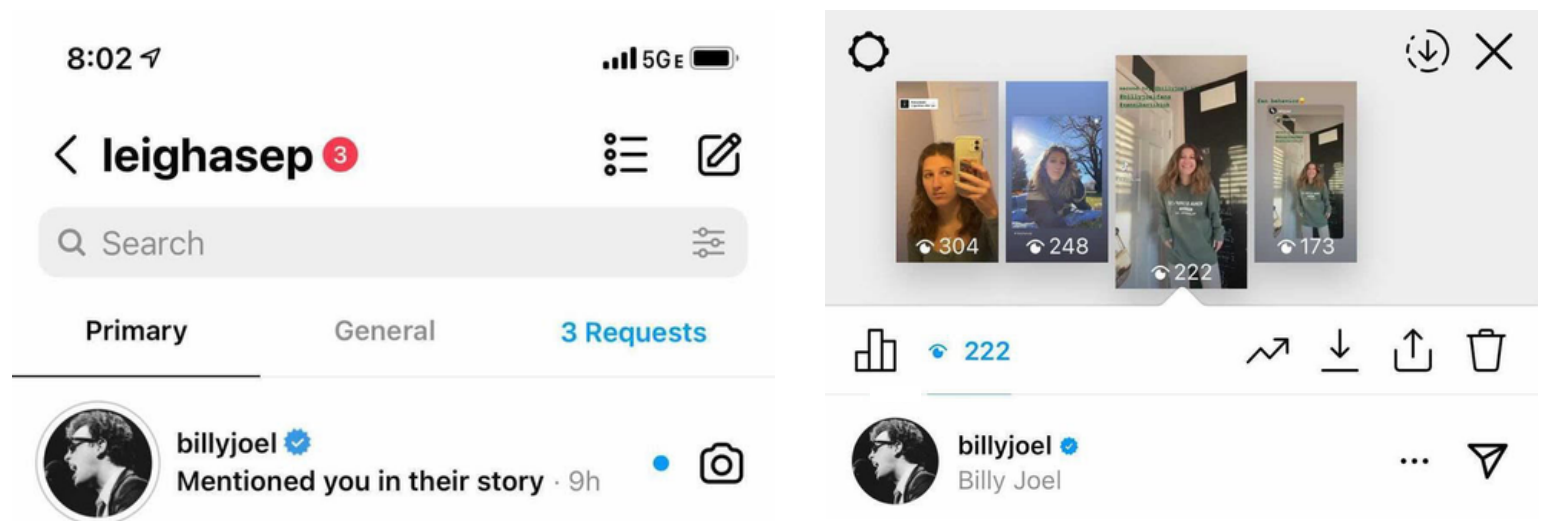 8:02
5GE
leighasep 3
Search
Primary
General
3 Requests
billyjoel
Mentioned you in their story · 9h
304
248
222
173
222
billyjoel
Billy Joel